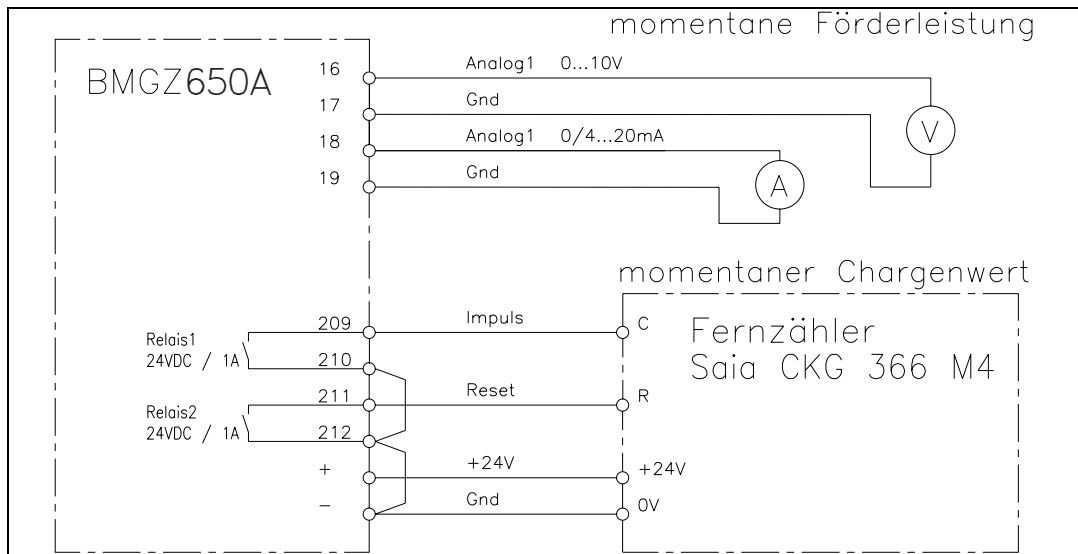 momentane Förderleistung
BMGZ650A
16 Analog1 0...10V
17 Gnd
V
18 Analog1 0/4...20mA
19 Gnd
A
momentaner Chargenwert
209 Impuls C
Fernzähler
Saia CKG 366 M4
Relais1
24VDC / 1A
210
211 Reset R
Relais2
24VDC / 1A
212
+ +24V +24V
− Gnd 0V